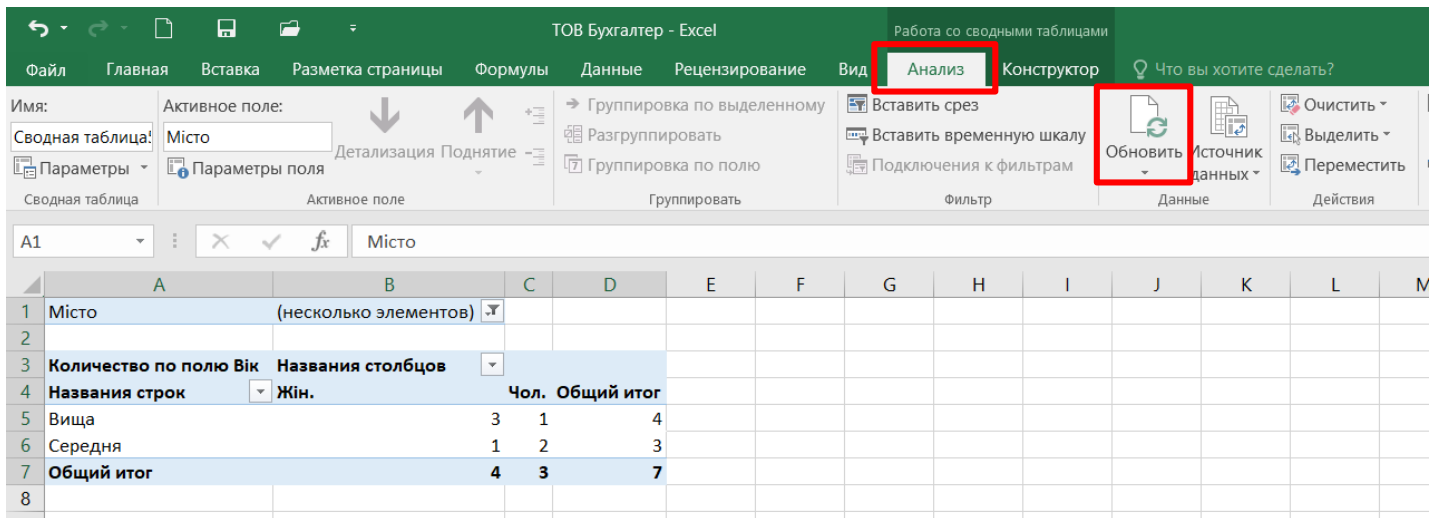 ТОВ Бухгалтер - Excel
Работа со сводными таблицами
Файл Главная Вставка Разметка страницы Формулы Данные Рецензирование Вид Анализ Конструктор Что вы хотите сделать?
Имя:
Сводная таблица
Параметры
Сводная таблица
Активное поле:
Місто
Параметры поля
Детализация Поднятие
Активное поле
Группировка по выделенному
Разгруппировать
Группировка по полю
Группировать
Вставить срез
Вставить временную шкалу
Подключения к фильтрам
Фильтр
Обновить Источник данных
Данные
Очистить
Выделить
Переместить
Действия
A1 fx Місто
A B C D E F G H I J K L M
1 Місто (несколько элементов)
2
3 Количество по полю Вік Названия столбцов
4 Названия строк Жін. Чол. Общий итог
5 Вища 3 1 4
6 Середня 1 2 3
7 Общий итог 4 3 7
8